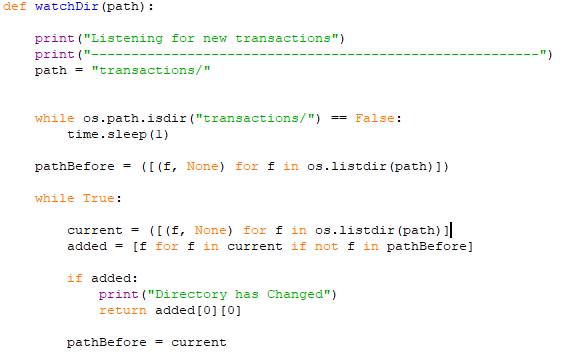 def watchDir(path):
    print("Listening for new transactions")
    print("--------------------------------------------------------")
    path = "transactions/"
    while os.path.isdir("transactions/") == False:
        time.sleep(1)
    pathBefore = ([(f, None) for f in os.listdir(path)])
    while True:
        current = ([(f, None) for f in os.listdir(path)]
        added = [f for f in current if not f in pathBefore]
        if added:
            print("Directory has Changed")
            return added[0][0]
        pathBefore = current